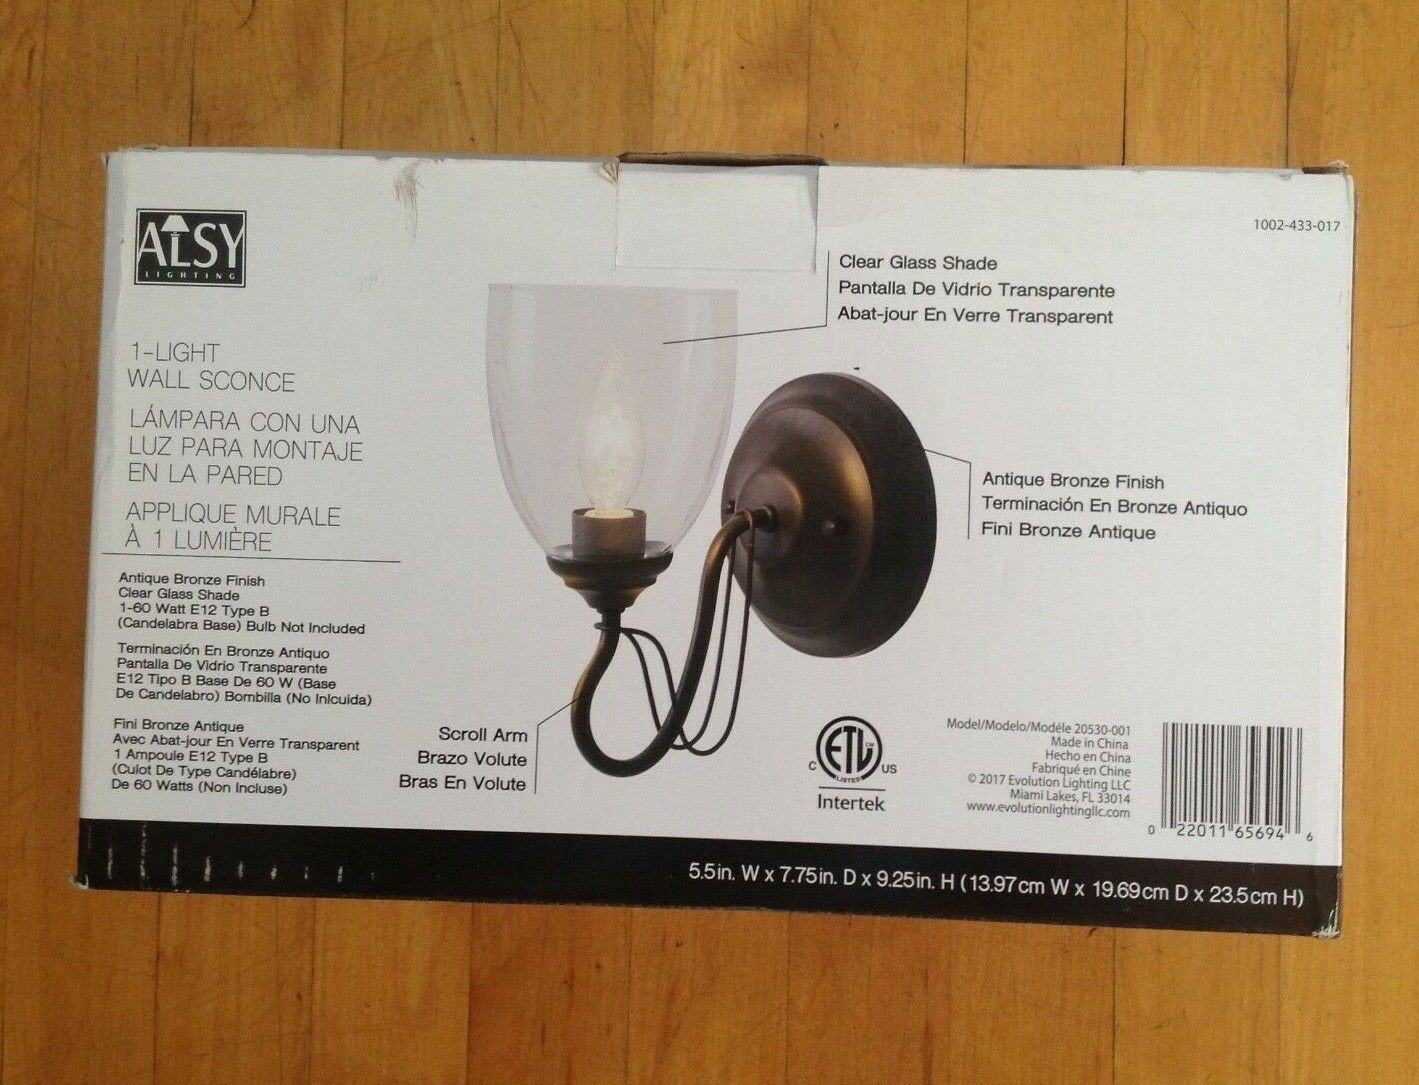 ALSY
LIGHTING
1-LIGHT
WALL SCONCE
LÁMPARA CON UNA
LUZ PARA MONTAJE
EN LA PARED
APPLIQUE MURALE
À 1 LUMIÈRE
Antique Bronze Finish
Clear Glass Shade
1-60 Watt E12 Type B
(Candelabra Base) Bulb Not Included
Terminación En Bronze Antiquo
Pantalla De Vidrio Transparente
E12 Tipo B Base De 60 W (Base
De Candelabro) Bombilla (No Inlcuida)
Fini Bronze Antique
Avec Abat-jour En Verre Transparent
1 Ampoule E12 Type B
(Culot De Type Candélabre)
De 60 Watts (Non Incluse)
1002-433-017
Clear Glass Shade
Pantalla De Vidrio Transparente
Abat-jour En Verre Transparent
Antique Bronze Finish
Terminación En Bronze Antiquo
Fini Bronze Antique
Scroll Arm
Brazo Volute
Bras En Volute
ETL CM
LISTED
C US
Intertek
Model/Modelo/Modéle 20530-001
Made in China
Hecho en China
Fabriqué en Chine
© 2017 Evolution Lighting LLC
Miami Lakes, FL 33014
www.evolutionlightingllc.com
0 22011 65694 6
5.5in. W x 7.75in. D x 9.25in. H (13.97cm W x 19.69cm D x 23.5cm H)